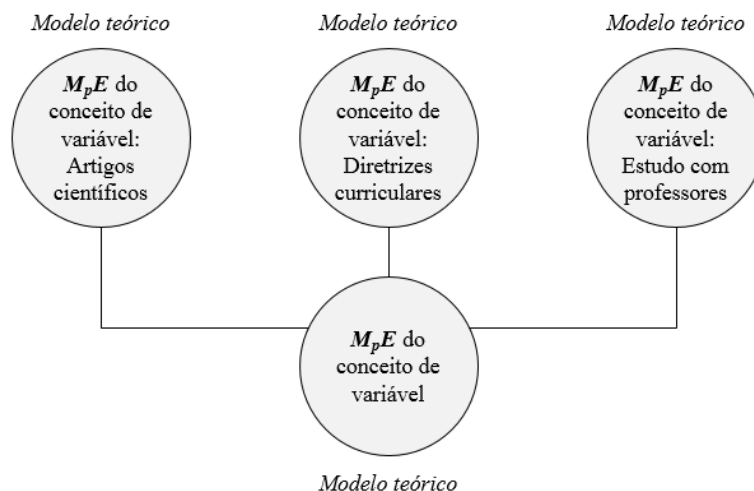 Modelo teórico
Modelo teórico
Modelo teórico
MpE do
conceito de
variável:
Artigos
científicos
MpE do
conceito de
variável:
Diretrizes
curriculares
MpE do
conceito de
variável:
Estudo com
professores
MpE do
conceito de
variável
Modelo teórico